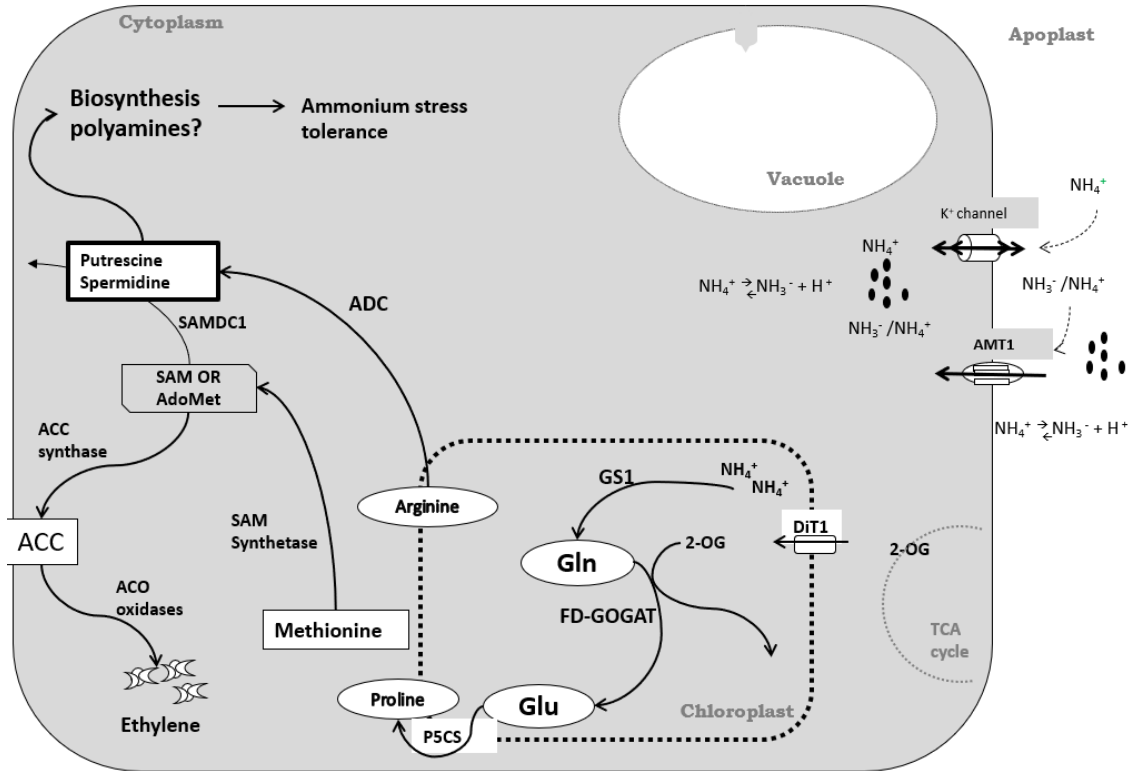 Cytoplasm
Apoplast
Biosynthesis
polyamines?
Ammonium stress
tolerance
Vacuole
NH₄⁺
K⁺ channel
NH₄⁺
NH₄⁺ ⇄ NH₃⁻ + H⁺
NH₃⁻ /NH₄⁺
NH₃⁻ /NH₄⁺
Putrescine
Spermidine
ADC
SAMDC1
AMT1
SAM OR
AdoMet
NH₄⁺ ⇄ NH₃⁻ + H⁺
ACC
synthase
GS1
NH₄⁺
NH₄⁺
Arginine
SAM
Synthetase
DiT1
ACC
Gln
2-OG
2-OG
ACO
oxidases
FD-GOGAT
Methionine
TCA
cycle
Proline
Glu
Chloroplast
P5CS
Ethylene